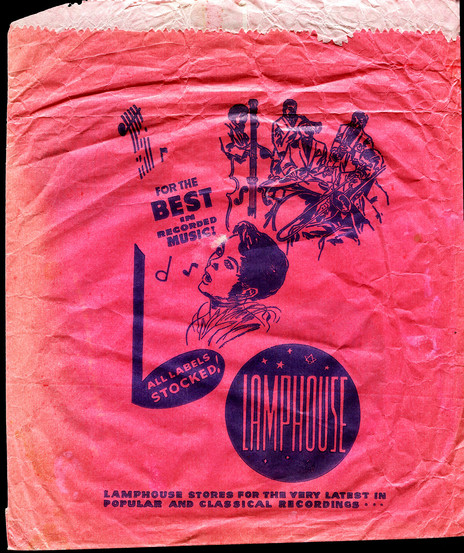 FOR THE
BEST
IN
RECORDED
MUSIC!
ALL LABELS
STOCKED!
LAMPHOUSE
LAMPHOUSE STORES FOR THE VERY LATEST IN
POPULAR AND CLASSICAL RECORDINGS • • •